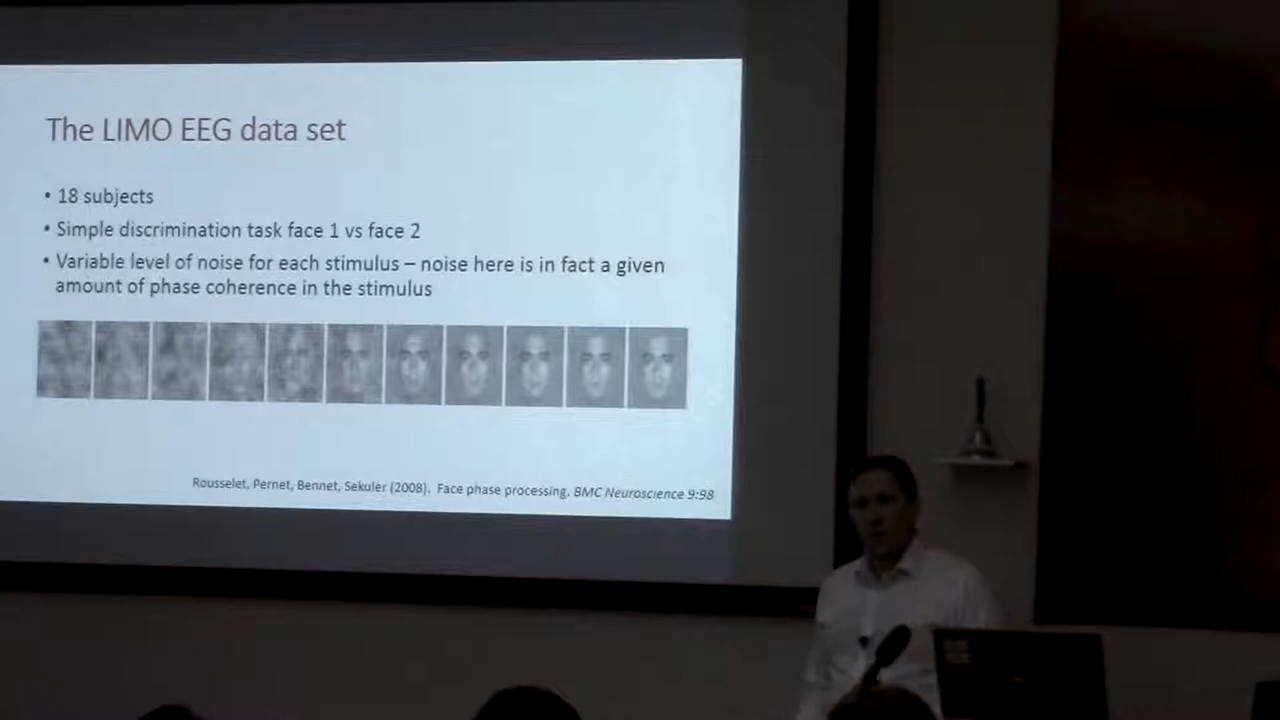 The LIMO EEG data set
• 18 subjects
• Simple discrimination task face 1 vs face 2
• Variable level of noise for each stimulus – noise here is in fact a given
amount of phase coherence in the stimulus
Rousselet, Pernet, Bennet, Sekuler (2008). Face phase processing. BMC Neuroscience 9:98